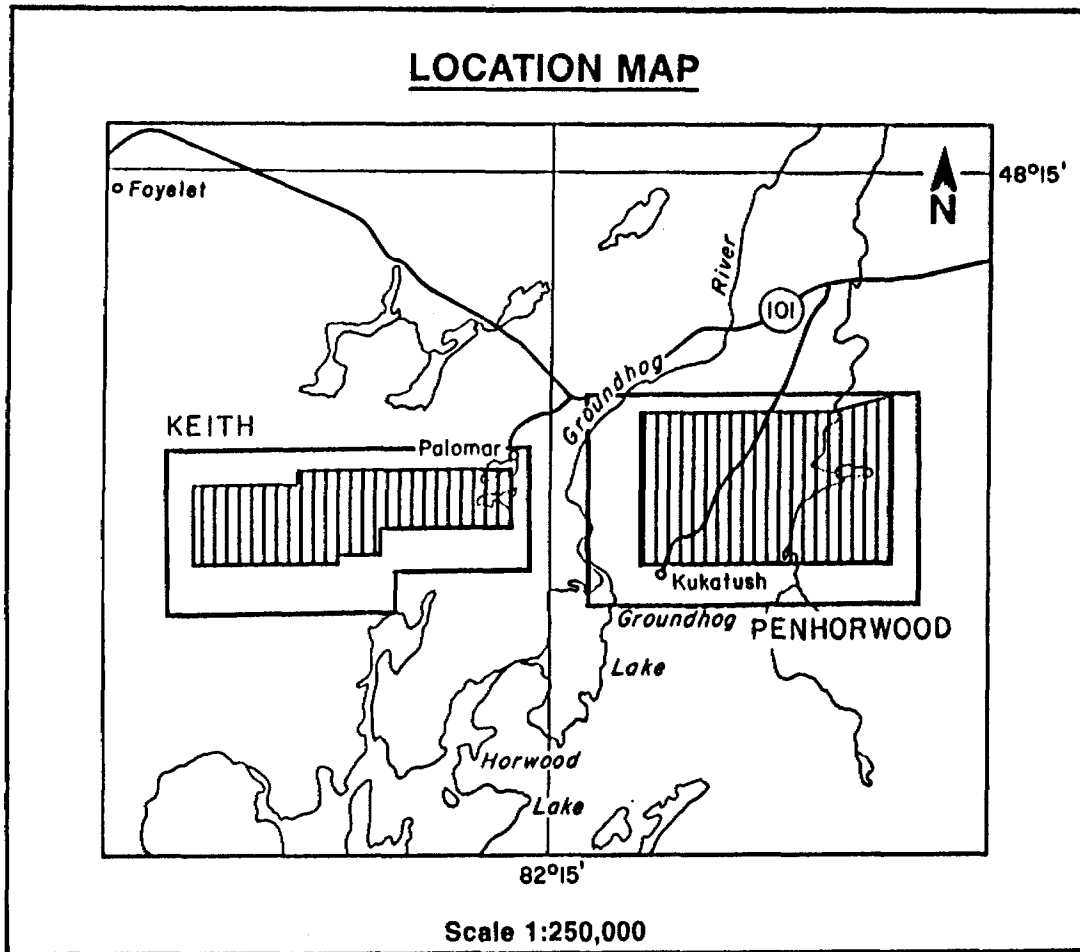 LOCATION MAP
48°15'
N
Foyelet
River
101
Groundhog
KEITH
Palomar
Kukatush
Groundhog
PENHORWOOD
Lake
Horwood
Lake
82°15'
Scale 1:250,000